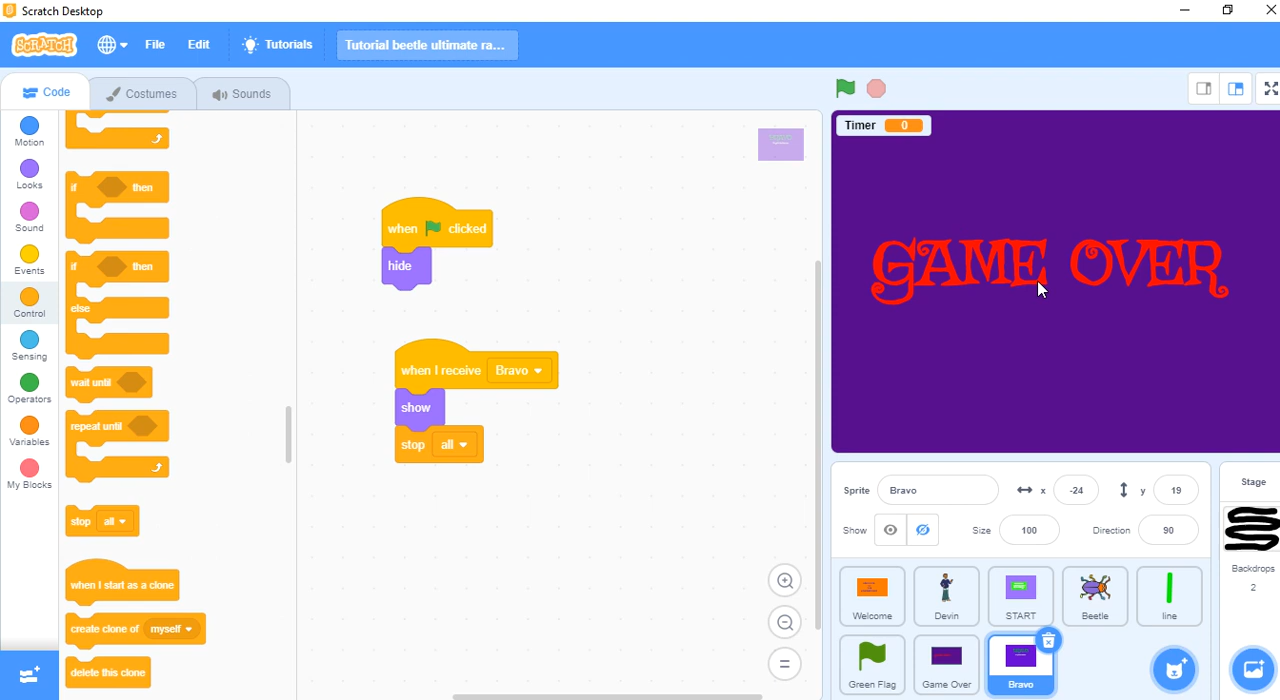 Scratch Desktop
SCRATCH File Edit Tutorials Tutorial beetle ultimate ra...
Code Costumes Sounds
Motion
Looks
Sound
Events
Control
Sensing
Operators
Variables
My Blocks
if then
if then
else
wait until
repeat until
stop all
when I start as a clone
create clone of myself
delete this clone
when clicked
hide
when I receive Bravo
show
stop all
Timer 0
GAME OVER
Sprite Bravo x -24 y 19
Show Size 100 Direction 90
Welcome Devin START Beetle line
Green Flag Game Over Bravo
Stage
Backdrops
2